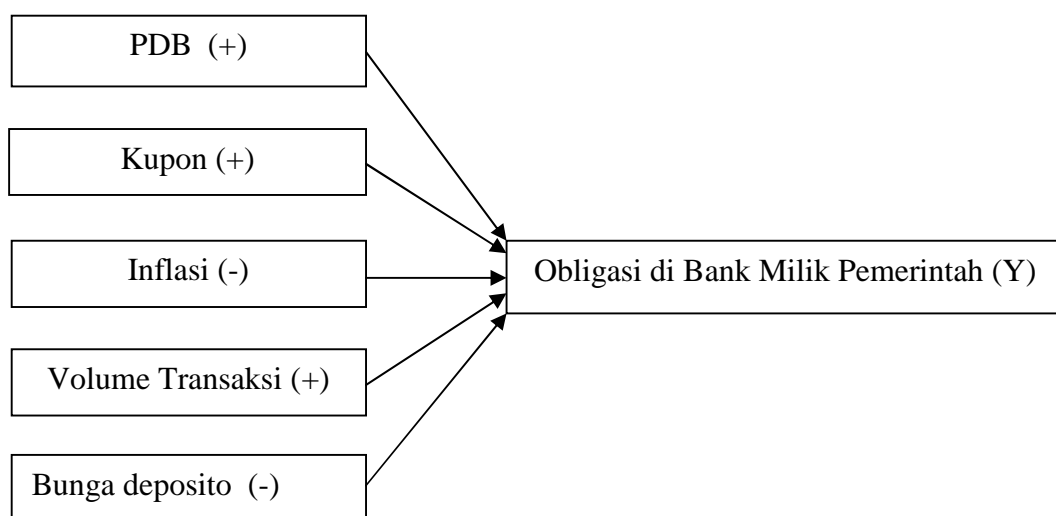 PDB (+)
Kupon (+)
Inflasi (-)
Obligasi di Bank Milik Pemerintah (Y)
Volume Transaksi (+)
Bunga deposito (-)